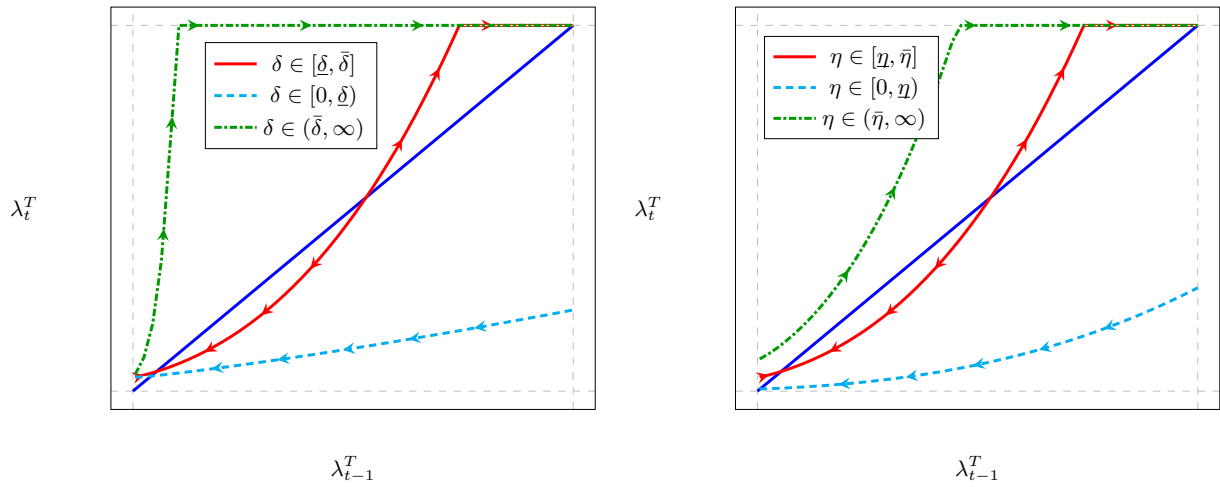 δ ∈ [δ̲, δ̄]
δ ∈ [0, δ̲)
δ ∈ (δ̄, ∞)
λ_t^T
λ_{t−1}^T
η ∈ [η̲, η̄]
η ∈ [0, η̲)
η ∈ (η̄, ∞)
λ_t^T
λ_{t−1}^T